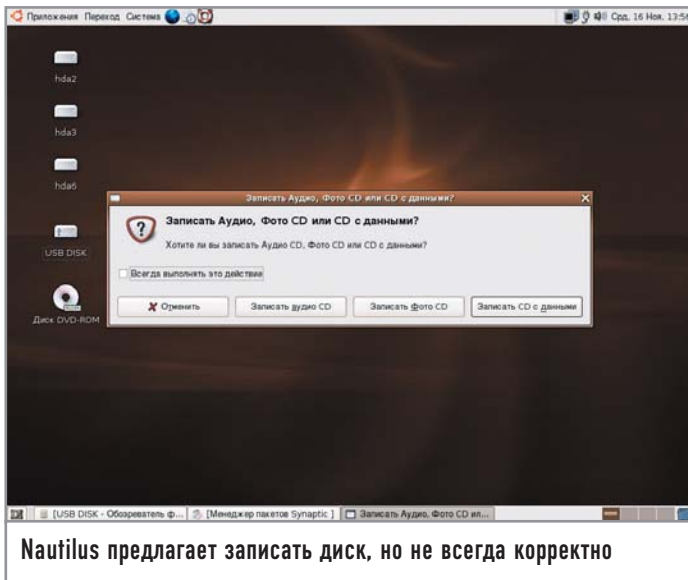 Приложения Переход Система
Срд, 16 Ноя, 13:56
hda2
hda3
hda6
USB DISK
Диск DVD-ROM
Записать Аудио, Фото CD или CD с данными?
Записать Аудио, Фото CD или CD с данными?
Хотите ли вы записать Аудио CD, Фото CD или CD с данными?
Всегда выполнять это действие
Отменить
Записать аудио CD
Записать Фото CD
Записать CD с данными
[USB DISK - Обозреватель ф...
[Менеджер пакетов Synaptic ]
Записать Аудио, Фото CD ил...
Nautilus предлагает записать диск, но не всегда корректно